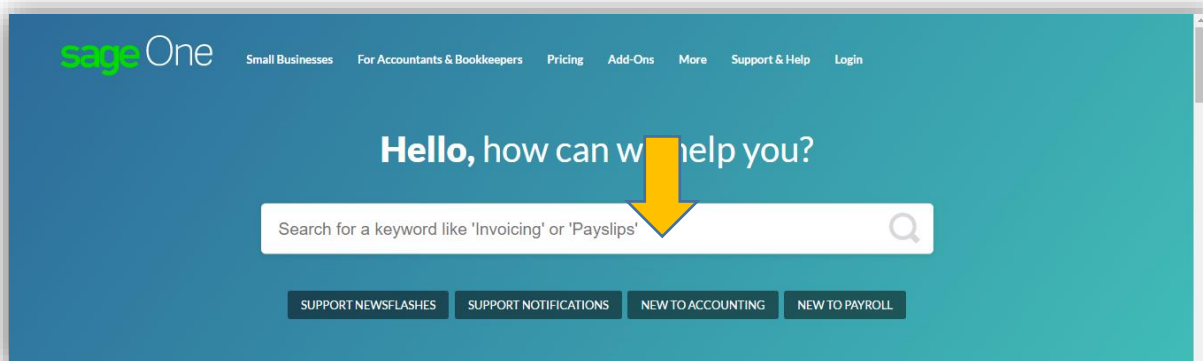 sage One
Small Businesses For Accountants & Bookkeepers Pricing Add-Ons More Support & Help Login
Hello, how can w help you?
Search for a keyword like 'Invoicing' or 'Payslips'
SUPPORT NEWSFLASHES SUPPORT NOTIFICATIONS NEW TO ACCOUNTING NEW TO PAYROLL